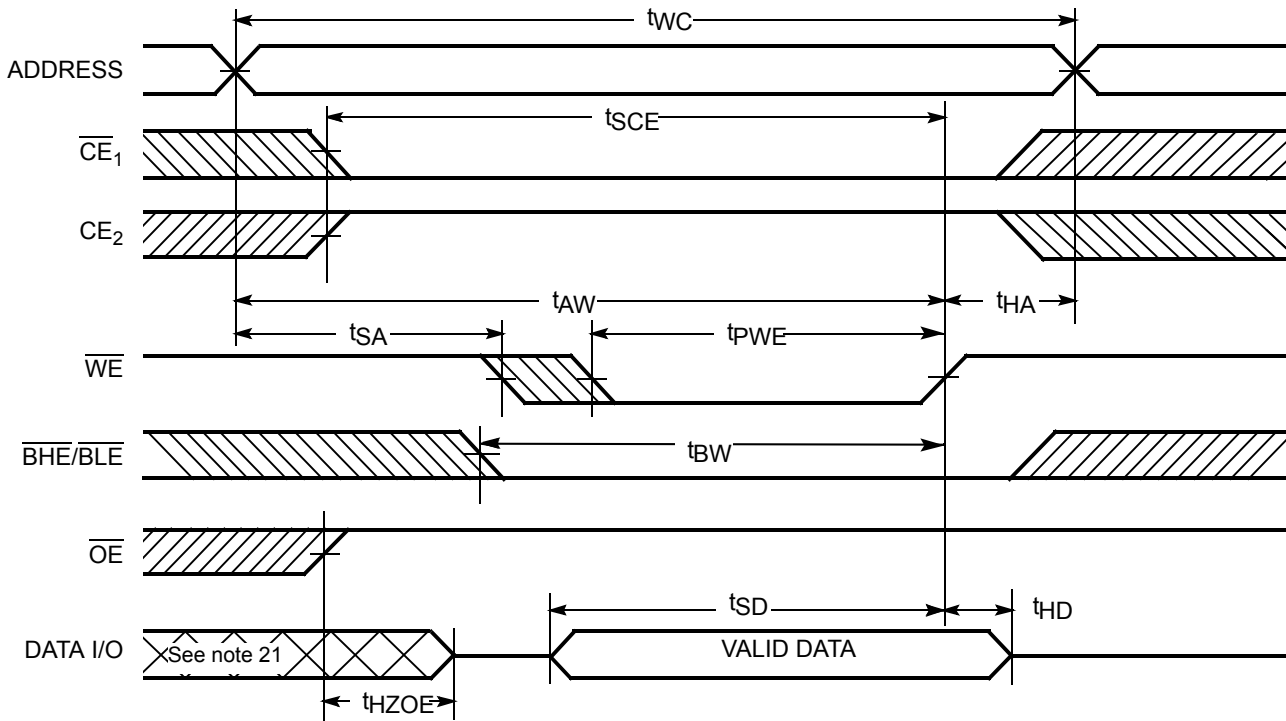 tWC
ADDRESS
tSCE
CE1
CE2
tAW
tHA
tSA
tPWE
WE
BHE/BLE
tBW
OE
tSD
tHD
DATA I/O
See note 21
VALID DATA
tHZOE